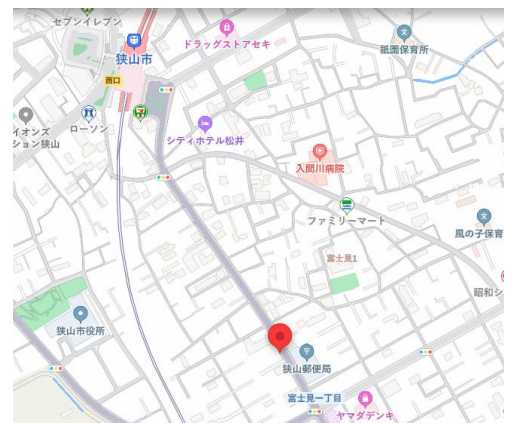 セブンイレブン
ドラッグストアセキ
狭山市
祇園保育所
西口
イオンズ
ション狭山
ローソン
シティホテル松井
入間川病院
ファミリーマート
風の子保育
富士見1
昭和シ
狭山市役所
狭山郵便局
富士見一丁目
ヤマダデンキ